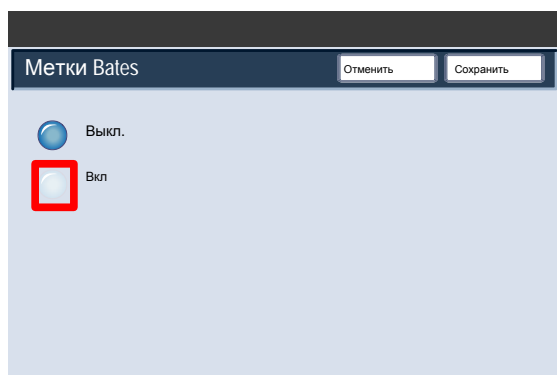 Метки Bates
Отменить
Сохранить
Выкл.
Вкл